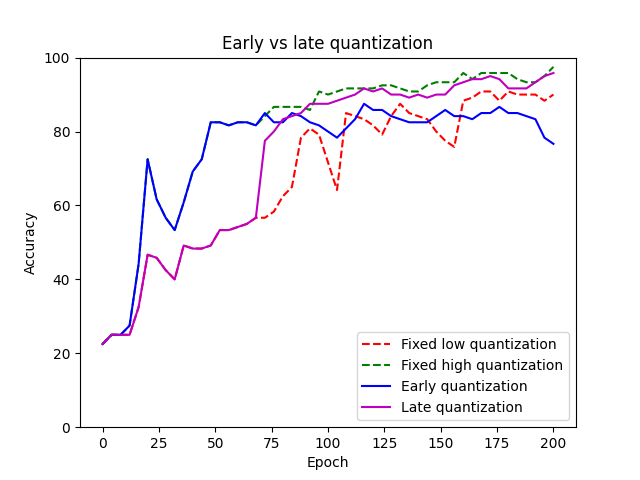 Early vs late quantization
100
80
60
40
20
0
Accuracy
0 25 50 75 100 125 150 175 200
Epoch
Fixed low quantization
Fixed high quantization
Early quantization
Late quantization